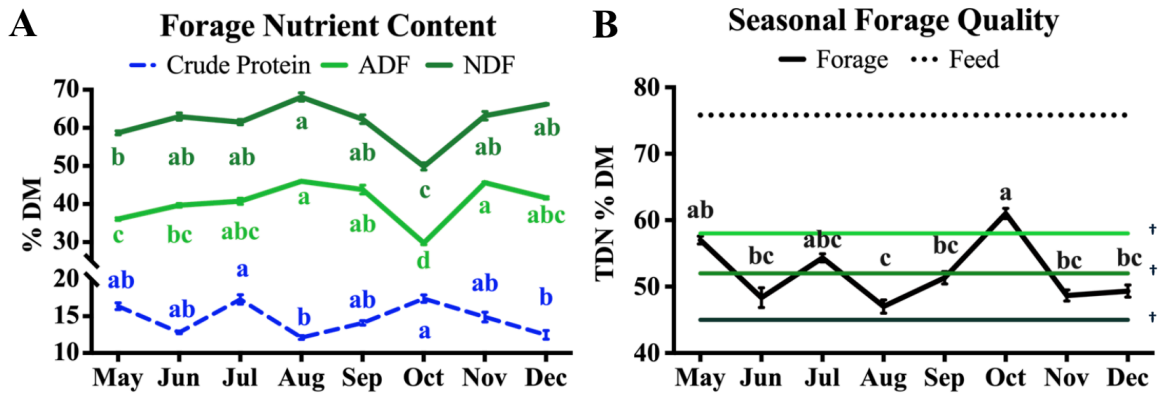 A
Forage Nutrient Content
Crude Protein ADF NDF
% DM
70
60
50
40
30
20
15
10
b ab ab a ab c ab ab
c bc abc a ab d a abc
ab ab a b ab a ab b
May Jun Jul Aug Sep Oct Nov Dec
B
Seasonal Forage Quality
Forage Feed
TDN % DM
80
70
60
50
40
ab bc abc c bc a bc bc
†
†
†
May Jun Jul Aug Sep Oct Nov Dec